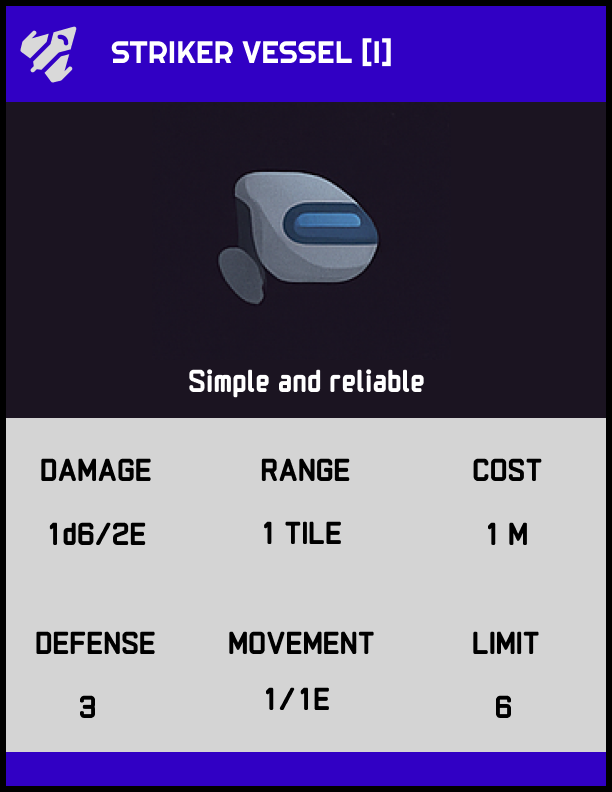 STRIKER VESSEL [I]
Simple and reliable
DAMAGE RANGE COST
1d6/2E 1 TILE 1 M
DEFENSE MOVEMENT LIMIT
3 1/1E 6